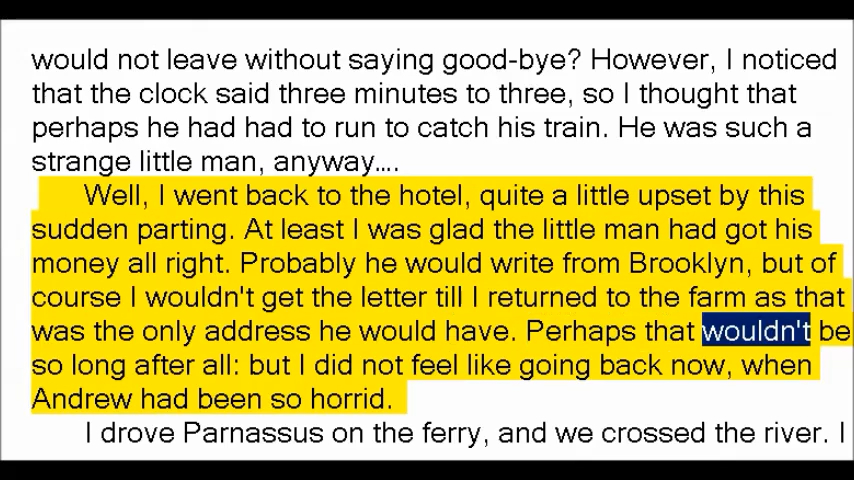 would not leave without saying good-bye? However, I noticed
that the clock said three minutes to three, so I thought that
perhaps he had had to run to catch his train. He was such a
strange little man, anyway....
Well, I went back to the hotel, quite a little upset by this
sudden parting. At least I was glad the little man had got his
money all right. Probably he would write from Brooklyn, but of
course I wouldn't get the letter till I returned to the farm as that
was the only address he would have. Perhaps that wouldn't be
so long after all: but I did not feel like going back now, when
Andrew had been so horrid.
I drove Parnassus on the ferry, and we crossed the river. I